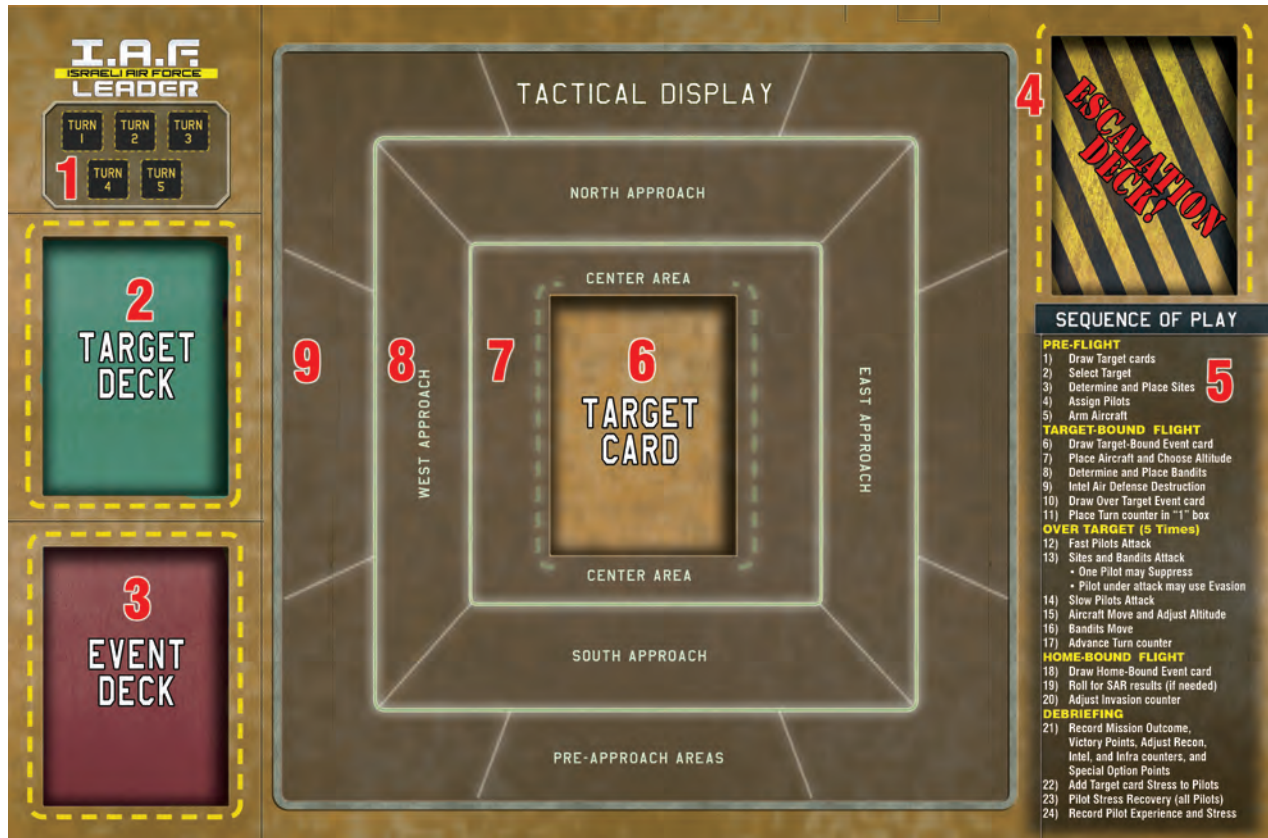 I.A.F.
ISRAELI AIR FORCE
LEADER
TURN
1
TURN
2
TURN
3
1
TURN
4
TURN
5
2
TARGET
DECK
3
EVENT
DECK
TACTICAL DISPLAY
NORTH APPROACH
CENTER AREA
9
8
7
6
TARGET
CARD
WEST APPROACH
EAST APPROACH
CENTER AREA
SOUTH APPROACH
PRE-APPROACH AREAS
4
ESCALATION
DECK!
SEQUENCE OF PLAY
5
PRE-FLIGHT
1) Draw Target cards
2) Select Target
3) Determine and Place Sites
4) Assign Pilots
5) Arm Aircraft
TARGET-BOUND FLIGHT
6) Draw Target-Bound Event card
7) Place Aircraft and Choose Altitude
8) Determine and Place Bandits
9) Intel Air Defense Destruction
10) Draw Over Target Event card
11) Place Turn counter in "1" box
OVER TARGET (5 Times)
12) Fast Pilots Attack
13) Sites and Bandits Attack
• One Pilot may Suppress
• Pilot under attack may use Evasion
14) Slow Pilots Attack
15) Aircraft Move and Adjust Altitude
16) Bandits Move
17) Advance Turn counter
HOME-BOUND FLIGHT
18) Draw Home-Bound Event card
19) Roll for SAR results (if needed)
20) Adjust Invasion counter
DEBRIEFING
21) Record Mission Outcome,
Victory Points, Adjust Recon,
Intel, and Infra counters, and
Special Option Points
22) Add Target card Stress to Pilots
23) Pilot Stress Recovery (all Pilots)
24) Record Pilot Experience and Stress